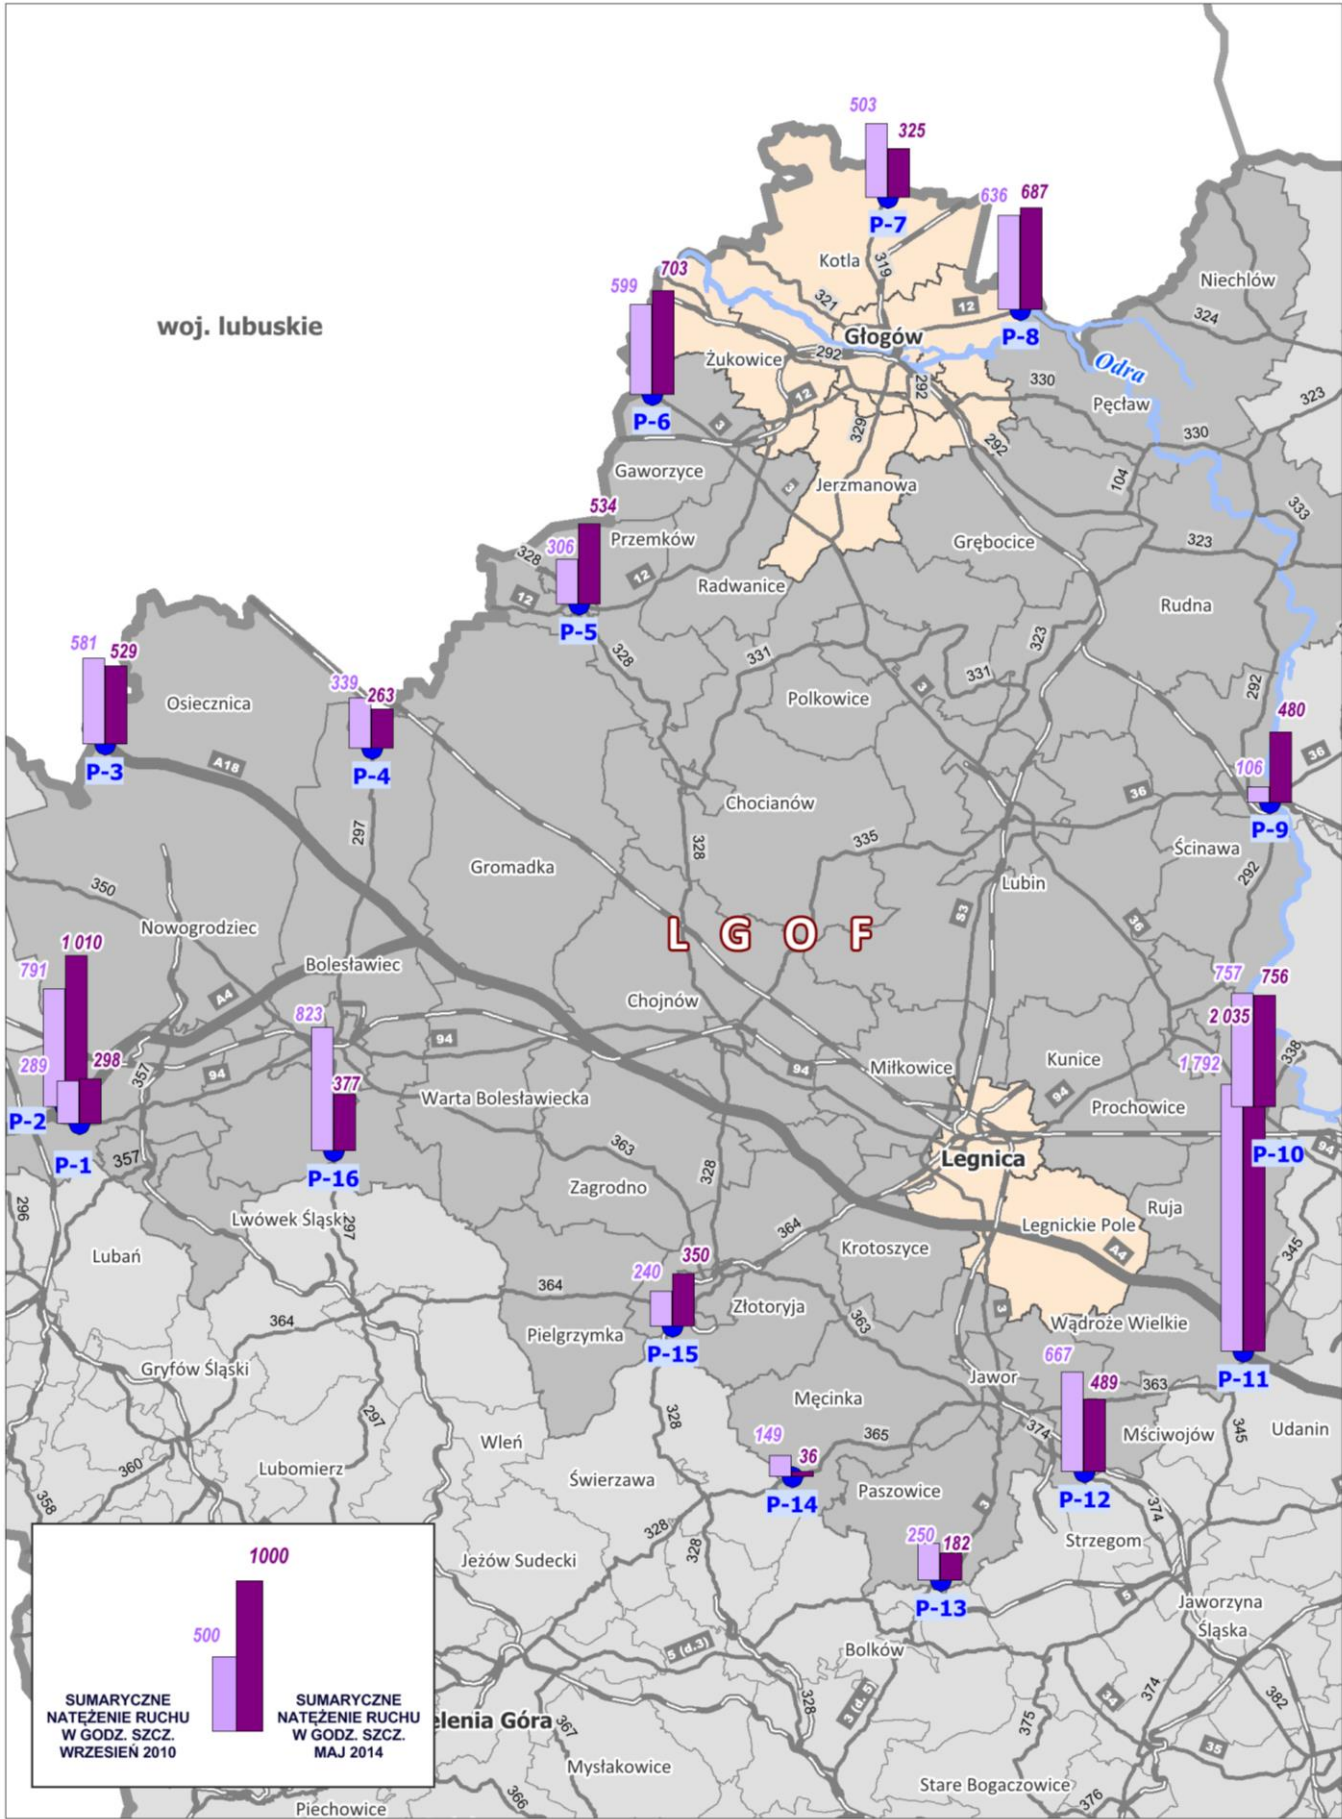 503
325
636
687
P-7
Kotla
319
Niechlów
703
599
321
12
324
woj. lubuskie
Głogów
P-8
292
Żukowice
Odra
330
12
292
323
Pęcław
3
P-6
329
330
292
Gaworzyce
104
3
Jerzmanowa
534
333
306
328
Przemków
Grębocice
323
12
12
Radwanice
Rudna
P-5
581
529
328
331
323
331
339
263
Osiecznica
Polkowice
3
292
480
P-3
A18
P-4
106
36
36
Chocianów
297
P-9
328
335
Ścinawa
350
Gromadka
Lubin
292
Nowogrodziec
S3
36
L G O F
1 010
791
Bolesławiec
757
756
A4
Chojnów
823
2 035
94
338
289
298
357
94
94
Miłkowice
Kunice
1 792
377
Warta Bolesławiecka
94
Prochowice
P-2
363
94
P-10
P-1
357
Legnica
P-16
328
296
Zagrodno
Ruja
Lwówek Śląski
297
364
Legnickie Pole
Lubań
Krotoszyce
A4
345
240
350
364
364
Złotoryja
3
363
Wądroże Wielkie
Pielgrzymka
P-15
Gryfów Śląski
667
Jawor
489
363
P-11
Męcinka
297
328
374
Mściwojów
345
Udanin
149
365
36
Wleń
360
Lubomierz
Świerzawa
P-14
Paszowice
P-12
358
3
374
328
250
182
Strzegom
1000
328
Jeżów Sudecki
P-13
5
Jaworzyna
Śląska
500
5 (d.3)
Bolków
SUMARYCZNE
NATĘŻENIE RUCHU
W GODZ. SZCZ.
WRZESIEŃ 2010
SUMARYCZNE
NATĘŻENIE RUCHU
W GODZ. SZCZ.
MAJ 2014
328
3 (d. 5)
374
34
382
elenia Góra
367
375
35
Mysłakowice
Stare Bogaczowice
366
376
Piechowice